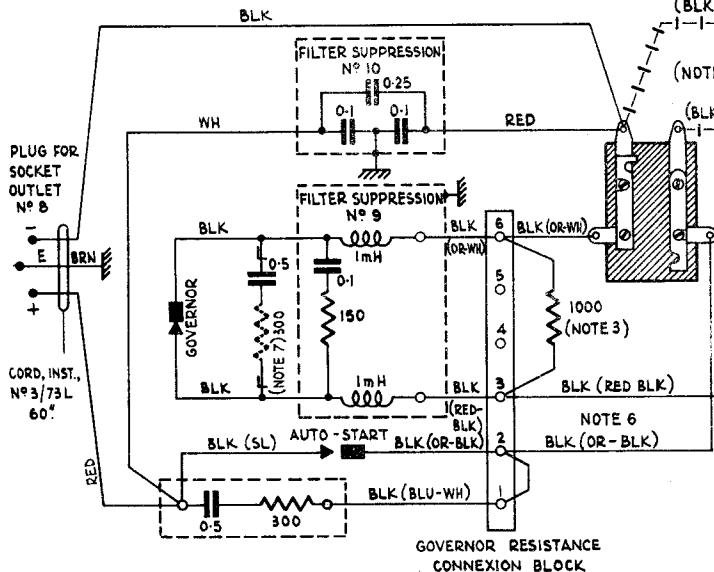 BLK
(BLK
(NOTE
(BLK
FILTER SUPPRESSION
Nº 10
0·25
0·1
0·1
WH
RED
PLUG FOR
SOCKET
OUTLET
Nº 8
−
E
BRN
+
CORD, INST.,
Nº 3/73L
60"
RED
FILTER SUPPRESSION
Nº 9
BLK
1mH
BLK
(OR-WH)
6
BLK (OR-WH)
0·5
0·1
5
GOVERNOR
(NOTE 7) 300
150
1000
(NOTE 3)
4
BLK
1mH
BLK
(RED-
BLK)
3
BLK (RED BLK)
NOTE 6
AUTO-START
BLK (SL)
BLK (OR-BLK)
2
BLK (OR-BLK)
0·5
300
BLK (BLU-WH)
1
GOVERNOR RESISTANCE
CONNEXION BLOCK